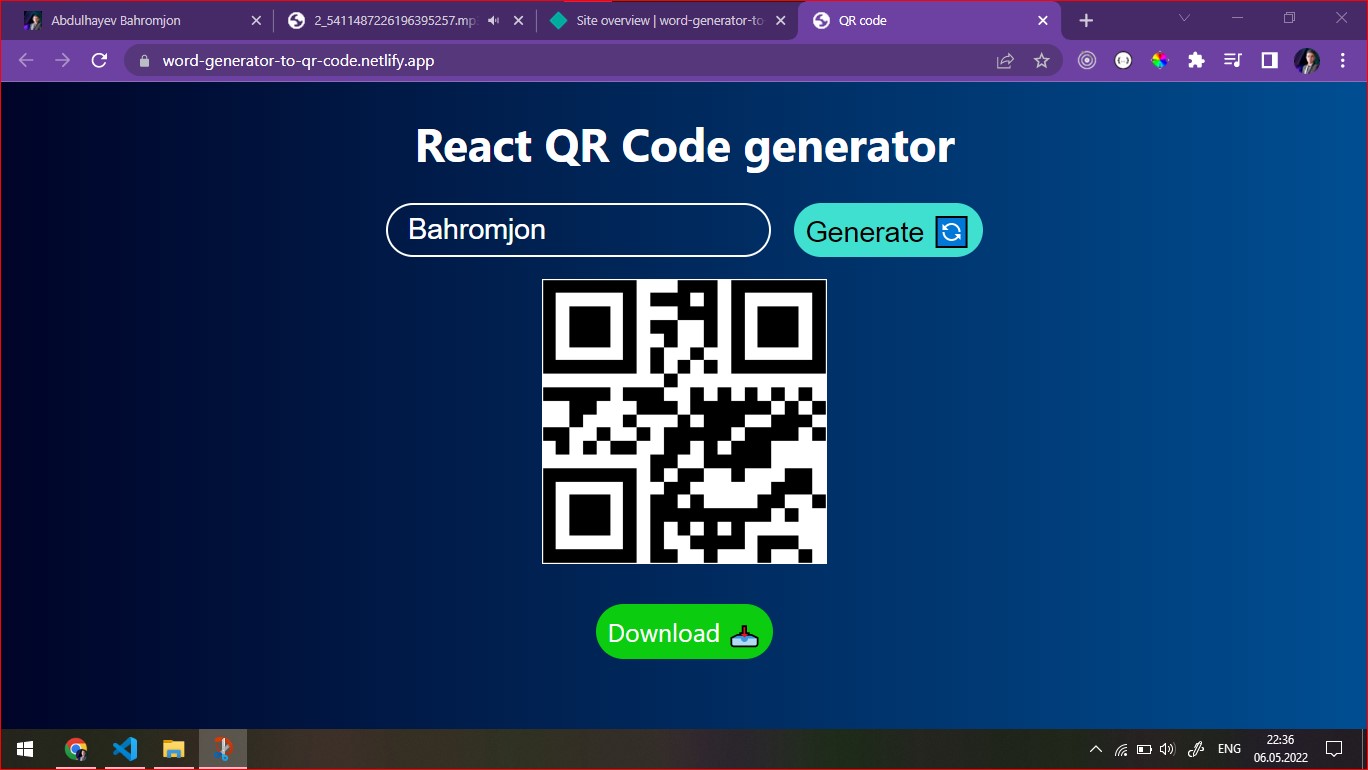 Abdulhayev Bahromjon
2_5411487226196395257.mp
Site overview | word-generator-to
QR code
word-generator-to-qr-code.netlify.app
React QR Code generator
Bahromjon
Generate
Download
ENG
22:36
06.05.2022